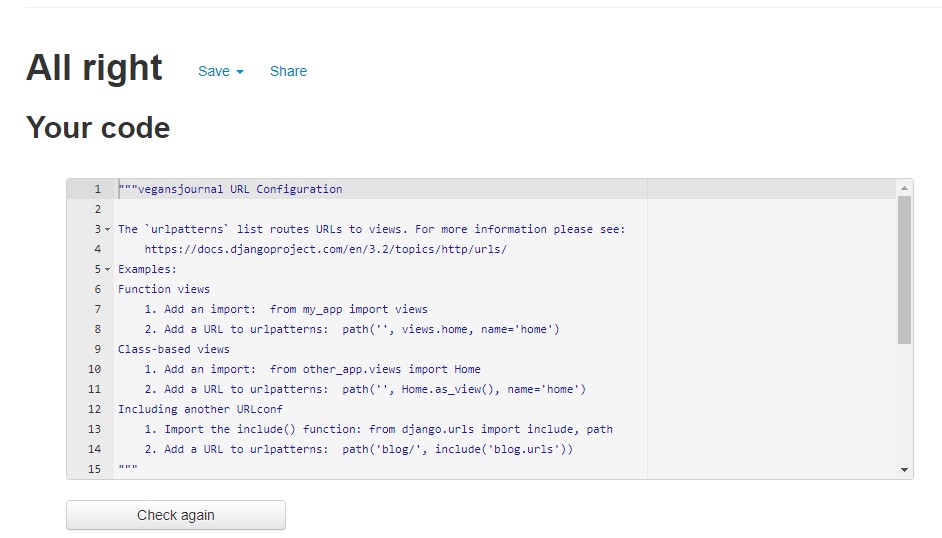 All right Save Share
Your code
1 """vegansjournal URL Configuration
2
3 The `urlpatterns` list routes URLs to views. For more information please see:
4     https://docs.djangoproject.com/en/3.2/topics/http/urls/
5 Examples:
6 Function views
7     1. Add an import:  from my_app import views
8     2. Add a URL to urlpatterns:  path('', views.home, name='home')
9 Class-based views
10     1. Add an import:  from other_app.views import Home
11     2. Add a URL to urlpatterns:  path('', Home.as_view(), name='home')
12 Including another URLconf
13     1. Import the include() function: from django.urls import include, path
14     2. Add a URL to urlpatterns:  path('blog/', include('blog.urls'))
15 """
Check again